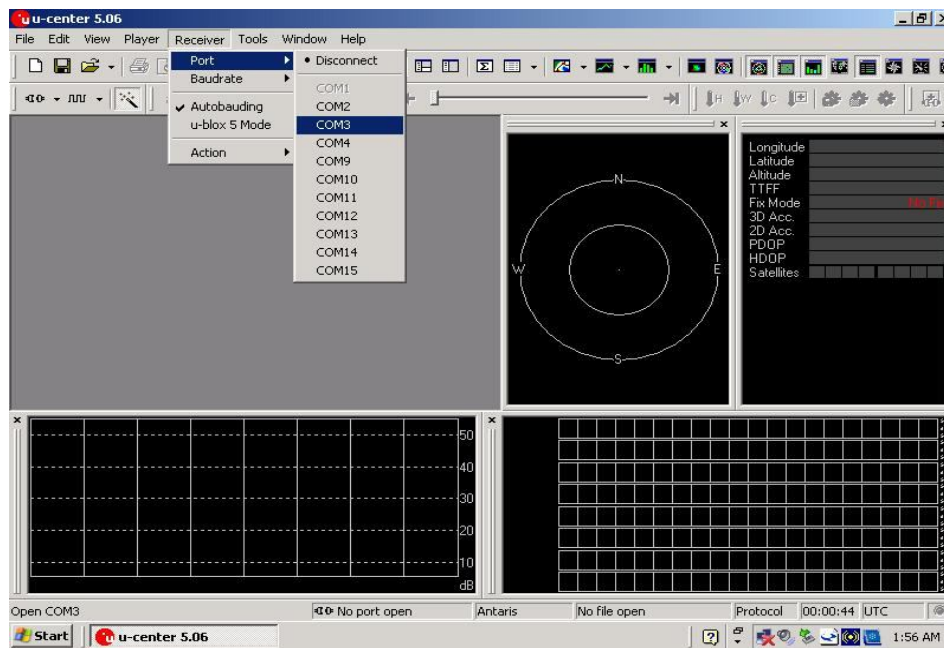 u-center 5.06
File Edit View Player Receiver Tools Window Help
Port
Baudrate
Autobauding
u-blox 5 Mode
Action
Disconnect
COM1
COM2
COM3
COM4
COM9
COM10
COM11
COM12
COM13
COM14
COM15
N
W
E
S
Longitude
Latitude
Altitude
TTFF
Fix Mode
3D Acc.
2D Acc.
PDOP
HDOP
Satellites
50
40
30
20
10
dB
Open COM3 No port open Antaris No file open Protocol 00:00:44 UTC
Start u-center 5.06 1:56 AM